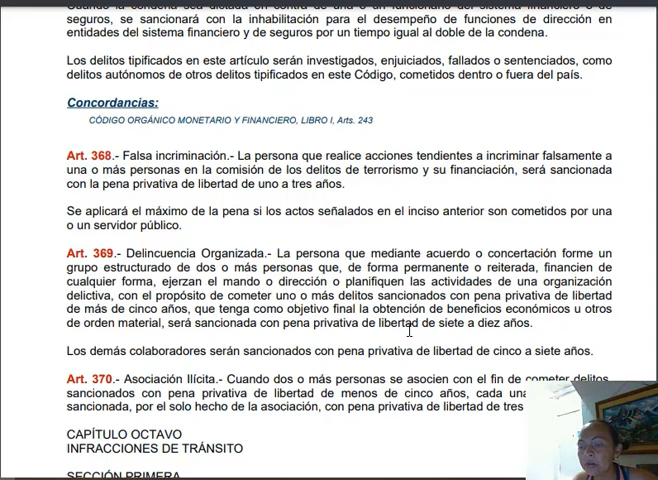 seguros, se sancionará con la inhabilitación para el desempeño de funciones de dirección en
entidades del sistema financiero y de seguros por un tiempo igual al doble de la condena.
Los delitos tipificados en este artículo serán investigados, enjuiciados, fallados o sentenciados, como
delitos autónomos de otros delitos tipificados en este Código, cometidos dentro o fuera del país.
Concordancias:
CÓDIGO ORGÁNICO MONETARIO Y FINANCIERO, LIBRO I, Arts. 243
Art. 368.- Falsa incriminación.- La persona que realice acciones tendientes a incriminar falsamente a
una o más personas en la comisión de los delitos de terrorismo y su financiación, será sancionada
con la pena privativa de libertad de uno a tres años.
Se aplicará el máximo de la pena si los actos señalados en el inciso anterior son cometidos por una
o un servidor público.
Art. 369.- Delincuencia Organizada.- La persona que mediante acuerdo o concertación forme un
grupo estructurado de dos o más personas que, de forma permanente o reiterada, financien de
cualquier forma, ejerzan el mando o dirección o planifiquen las actividades de una organización
delictiva, con el propósito de cometer uno o más delitos sancionados con pena privativa de libertad
de más de cinco años, que tenga como objetivo final la obtención de beneficios económicos u otros
de orden material, será sancionada con pena privativa de libertad de siete a diez años.
Los demás colaboradores serán sancionados con pena privativa de libertad de cinco a siete años.
Art. 370.- Asociación Ilícita.- Cuando dos o más personas se asocien con el fin de cometer delitos,
sancionados con pena privativa de libertad de menos de cinco años, cada una
sancionada, por el solo hecho de la asociación, con pena privativa de libertad de tres
CAPÍTULO OCTAVO
INFRACCIONES DE TRÁNSITO
SECCIÓN PRIMERA